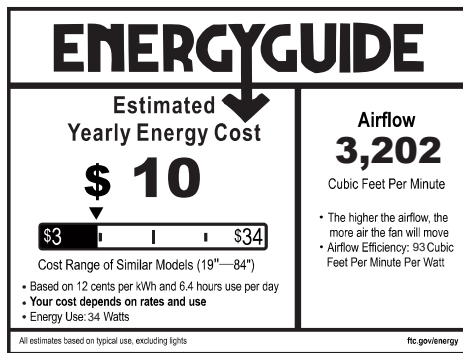 ENERGYGUIDE
Estimated
Yearly Energy Cost
$ 10
$3 $34
Cost Range of Similar Models (19"—84")
• Based on 12 cents per kWh and 6.4 hours use per day
• Your cost depends on rates and use
• Energy Use: 34 Watts
Airflow
3,202
Cubic Feet Per Minute
• The higher the airflow, the
more air the fan will move
• Airflow Efficiency: 93 Cubic
Feet Per Minute Per Watt
All estimates based on typical use, excluding lights
ftc.gov/energy